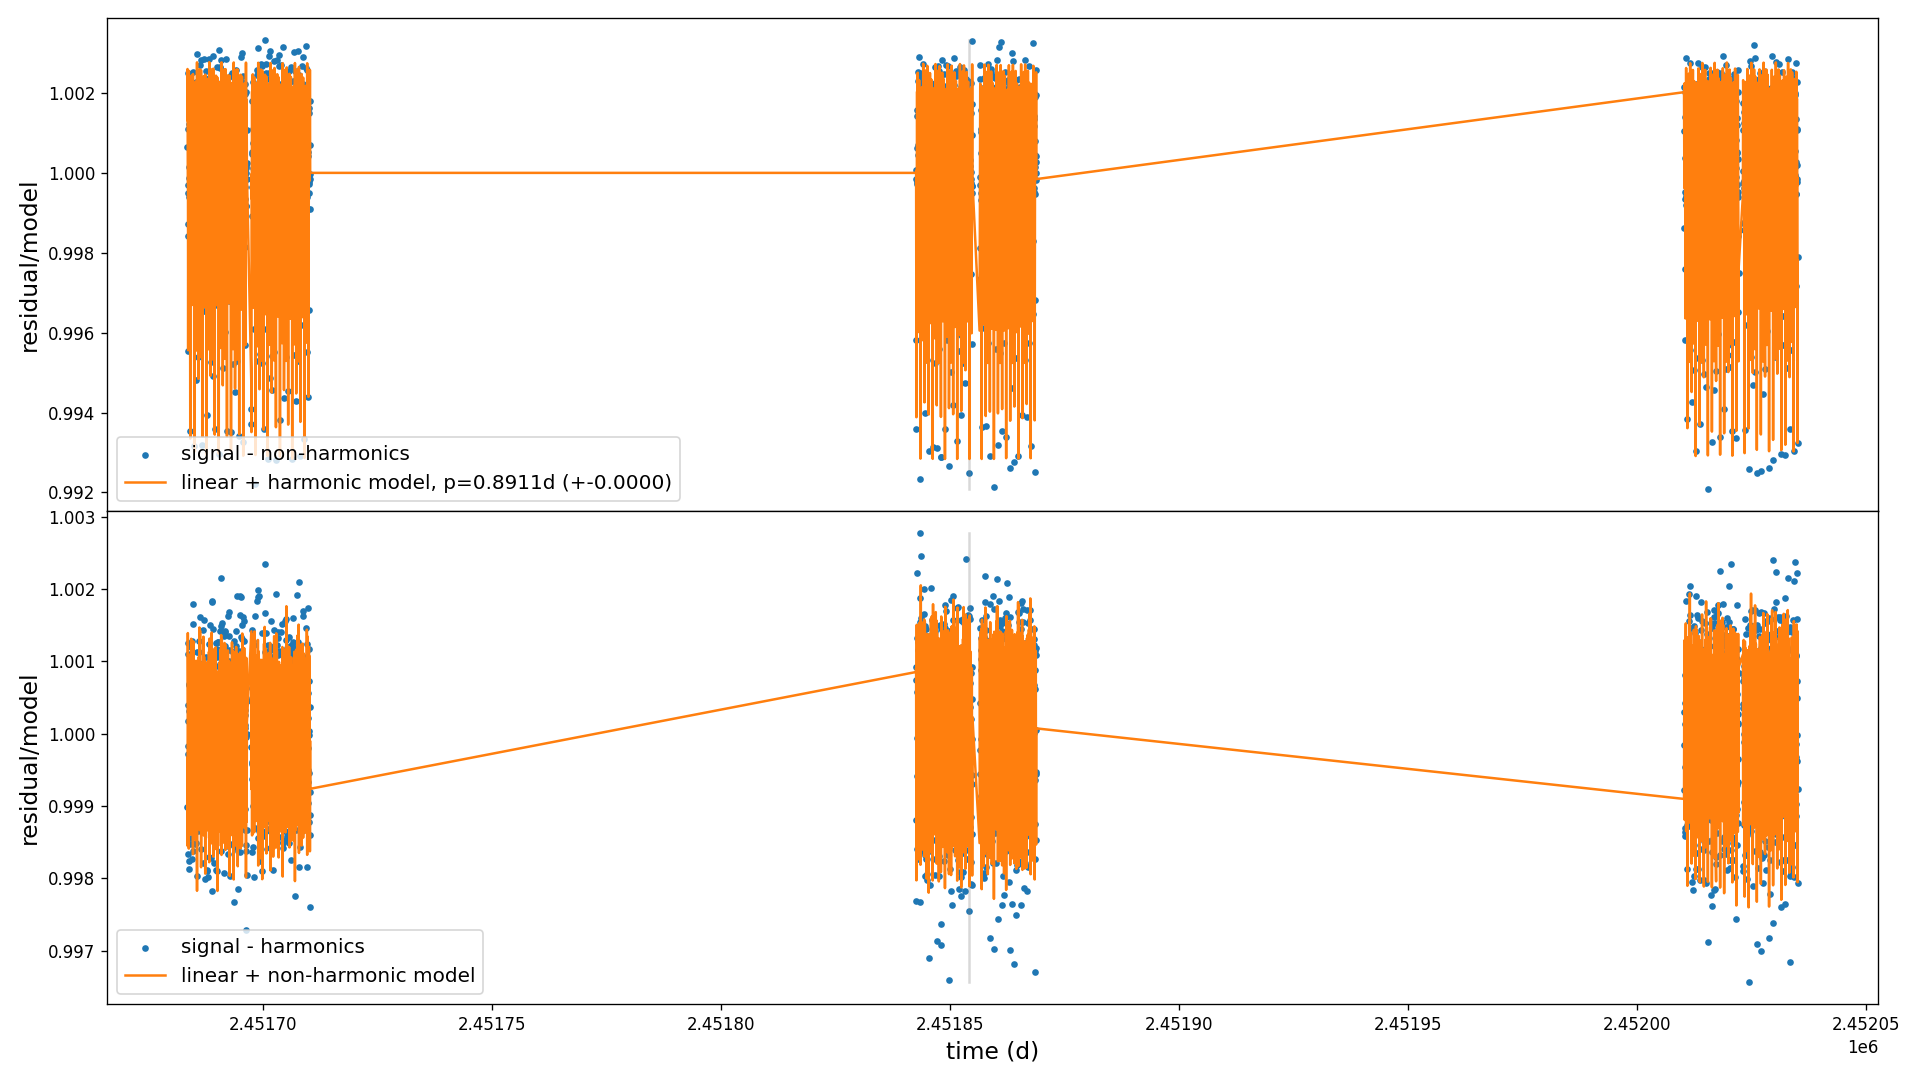 1.002
1.000
0.998
0.996
0.994
0.992
residual/model
signal - non-harmonics
linear + harmonic model, p=0.8911d (+-0.0000)
1.003
1.002
1.001
1.000
0.999
0.998
0.997
residual/model
signal - harmonics
linear + non-harmonic model
2.45170
2.45175
2.45180
2.45185
2.45190
2.45195
2.45200
2.45205
time (d)
1e6